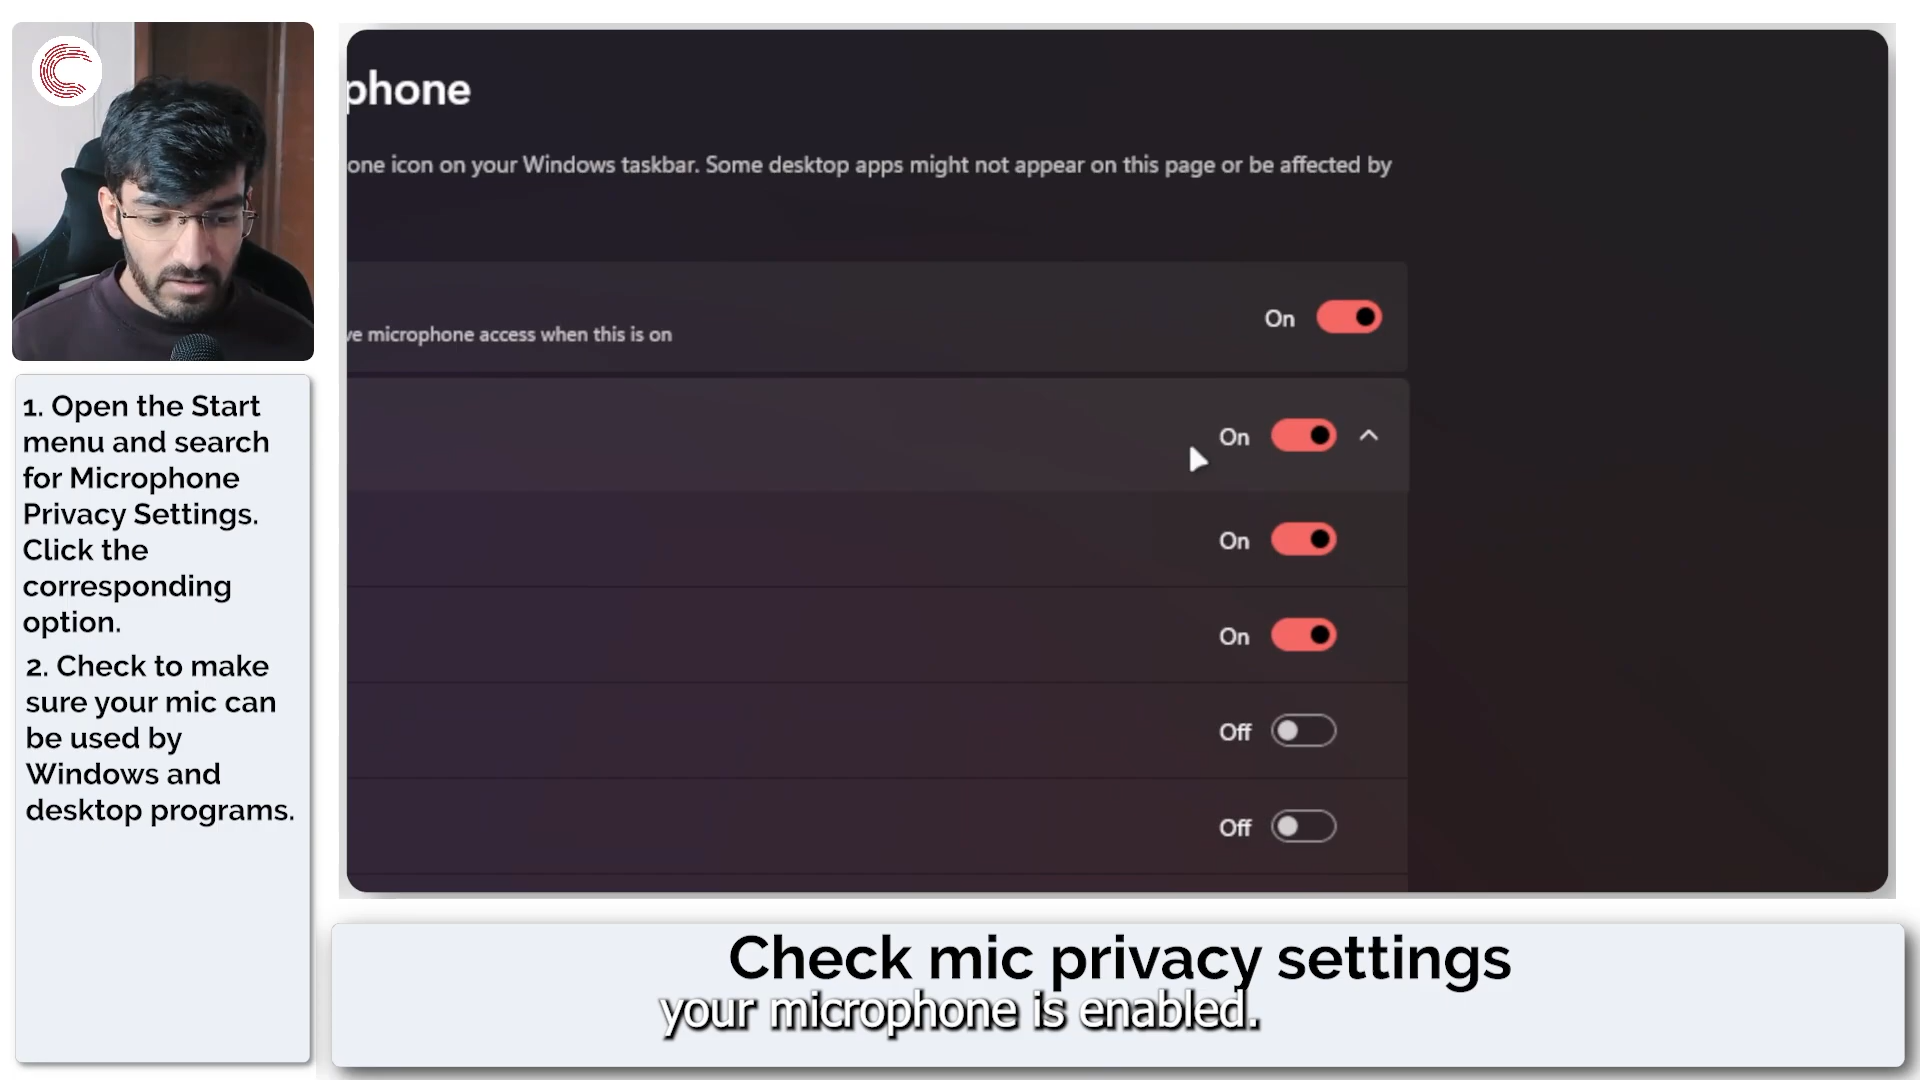 1. Open the Start
menu and search
for Microphone
Privacy Settings.
Click the
corresponding
option.
2. Check to make
sure your mic can
be used by
Windows and
desktop programs.
phone
one icon on your Windows taskbar. Some desktop apps might not appear on this page or be affected by
On
ve microphone access when this is on
On
On
On
Off
Off
Check mic privacy settings
your microphone is enabled.